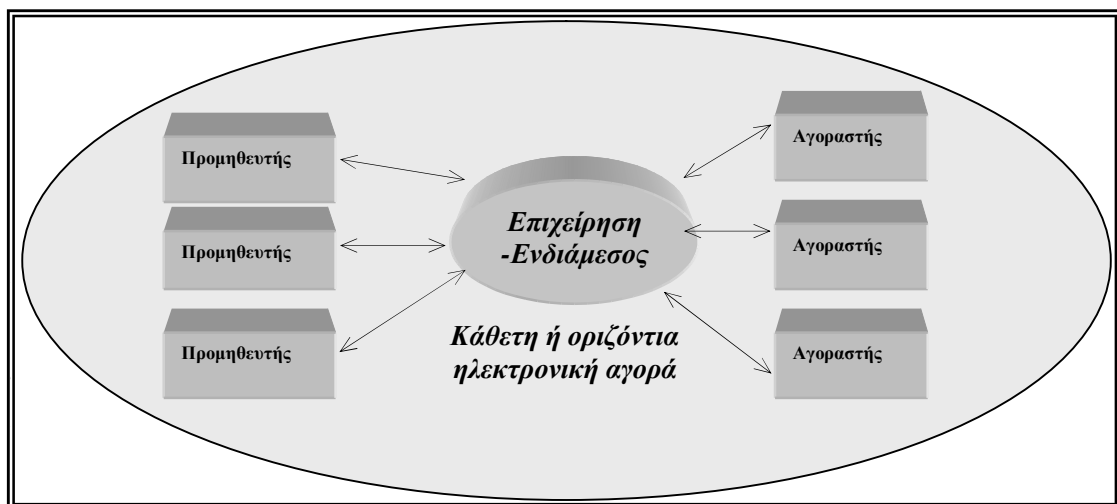 Προμηθευτής
Προμηθευτής
Προμηθευτής
Επιχείρηση
-Ενδιάμεσος
Κάθετη ή οριζόντια
ηλεκτρονική αγορά
Αγοραστής
Αγοραστής
Αγοραστής